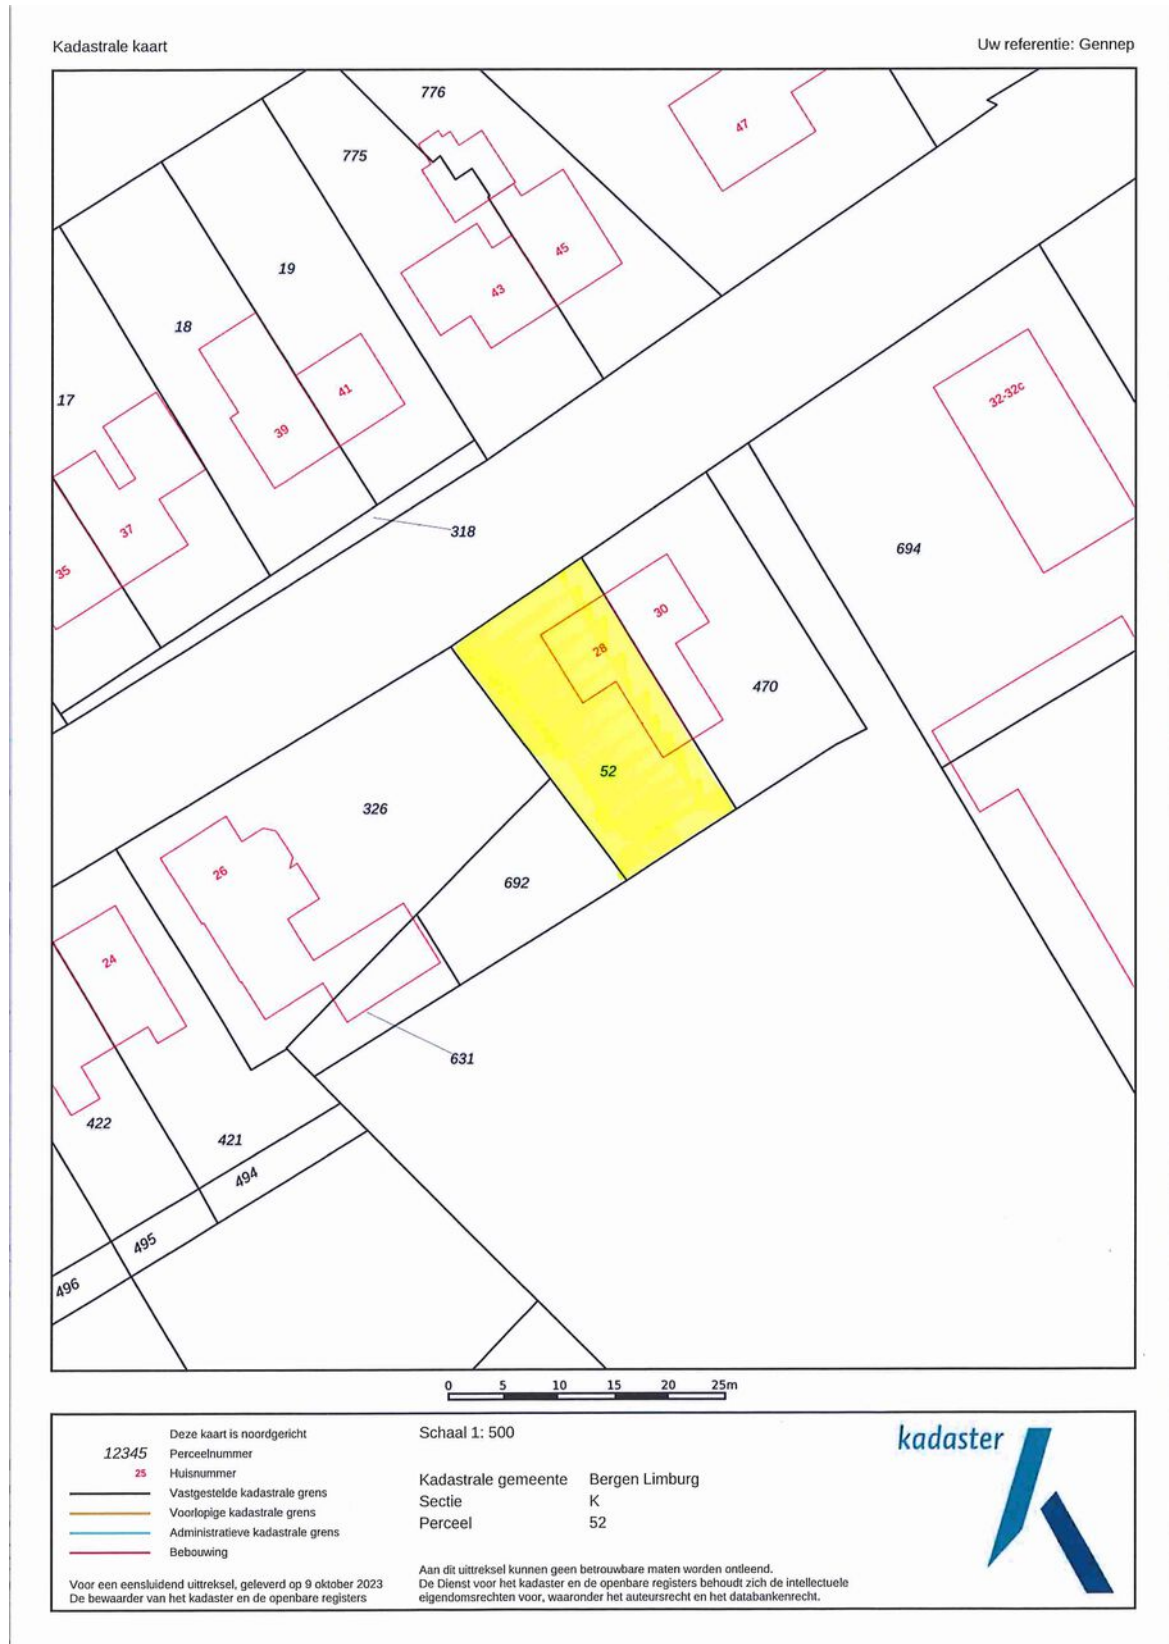 Kadastrale kaart
Uw referentie: Gennep
776
47
775
45
19
43
18
32-32c
41
17
39
37
318
694
35
30
28
470
52
326
26
692
24
631
422
421
494
495
496
0 5 10 15 20 25m
Deze kaart is noordgericht
12345 Perceelnummer
25 Huisnummer
Vastgestelde kadastrale grens
Voorlopige kadastrale grens
Administratieve kadastrale grens
Bebouwing
Voor een eensluidend uittreksel, geleverd op 9 oktober 2023
De bewaarder van het kadaster en de openbare registers
Schaal 1: 500
Kadastrale gemeente Bergen Limburg
Sectie K
Perceel 52
Aan dit uittreksel kunnen geen betrouwbare maten worden ontleend.
De Dienst voor het kadaster en de openbare registers behoudt zich de intellectuele
eigendomsrechten voor, waaronder het auteursrecht en het databankenrecht.
kadaster